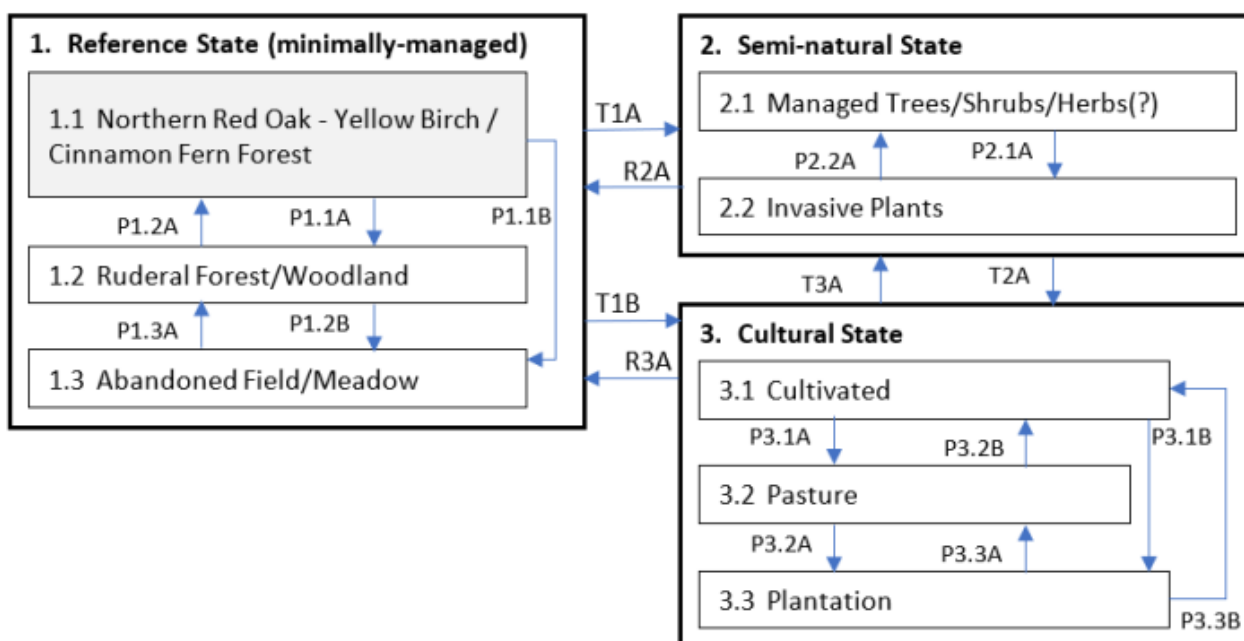 1. Reference State (minimally-managed)
1.1 Northern Red Oak - Yellow Birch /
Cinnamon Fern Forest
P1.2A
P1.1A
P1.1B
1.2 Ruderal Forest/Woodland
P1.3A
P1.2B
1.3 Abandoned Field/Meadow
T1A
R2A
T1B
R3A
2. Semi-natural State
2.1 Managed Trees/Shrubs/Herbs(?)
P2.2A
P2.1A
2.2 Invasive Plants
T3A
T2A
3. Cultural State
3.1 Cultivated
P3.1A
P3.2B
P3.1B
3.2 Pasture
P3.2A
P3.3A
3.3 Plantation
P3.3B